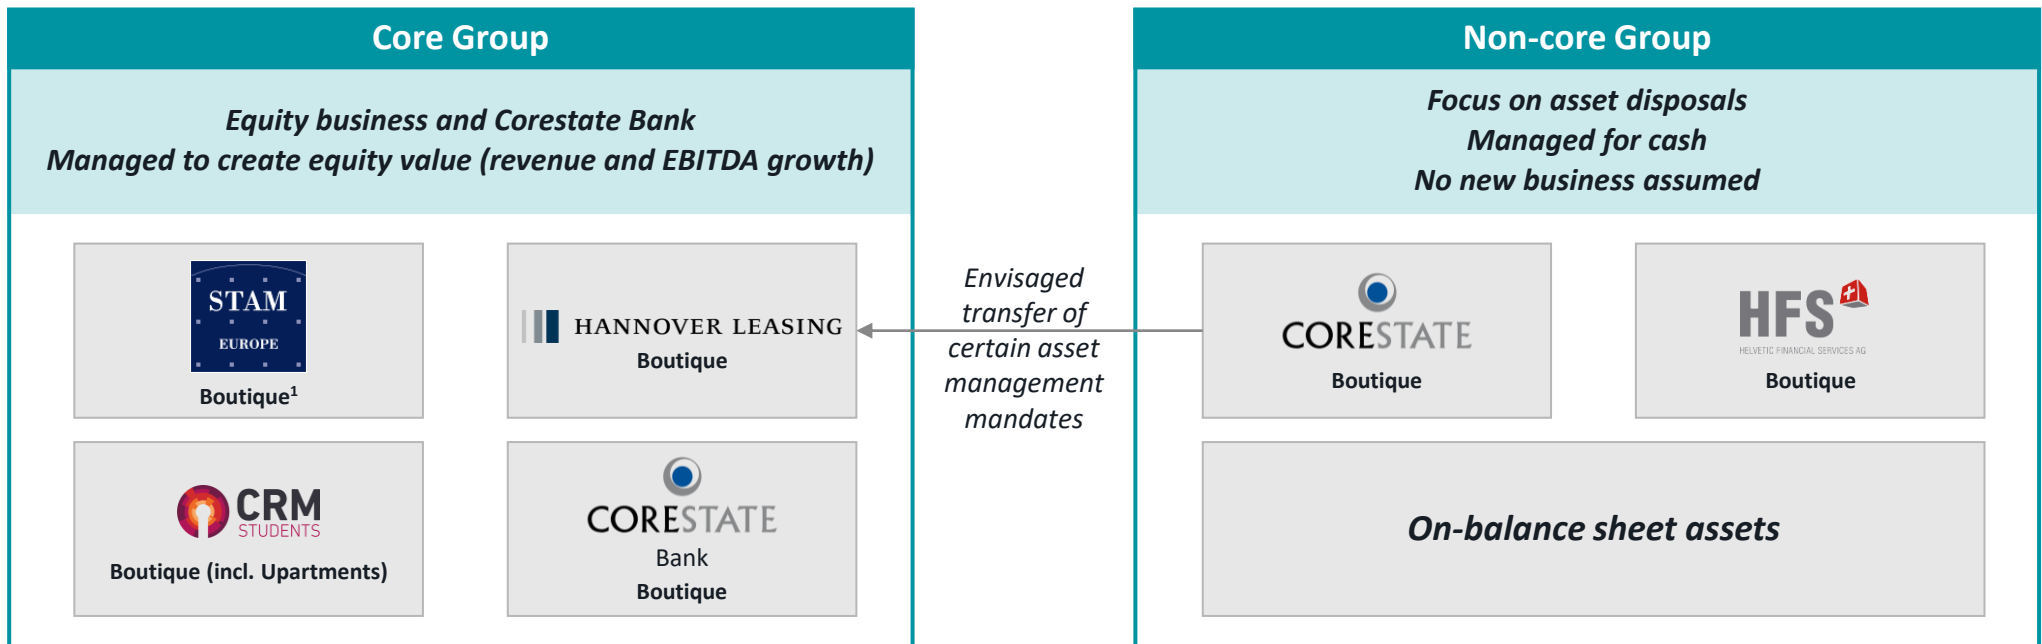 Core Group
Equity business and Corestate Bank
Managed to create equity value (revenue and EBITDA growth)
STAM
EUROPE
Boutique¹
HANNOVER LEASING
Boutique
CRM
STUDENTS
Boutique (incl. Upartments)
CORESTATE
Bank
Boutique
Envisaged
transfer of
certain asset
management
mandates
Non-core Group
Focus on asset disposals
Managed for cash
No new business assumed
CORESTATE
Boutique
HFS
HELVETIC FINANCIAL SERVICES AG
Boutique
On-balance sheet assets